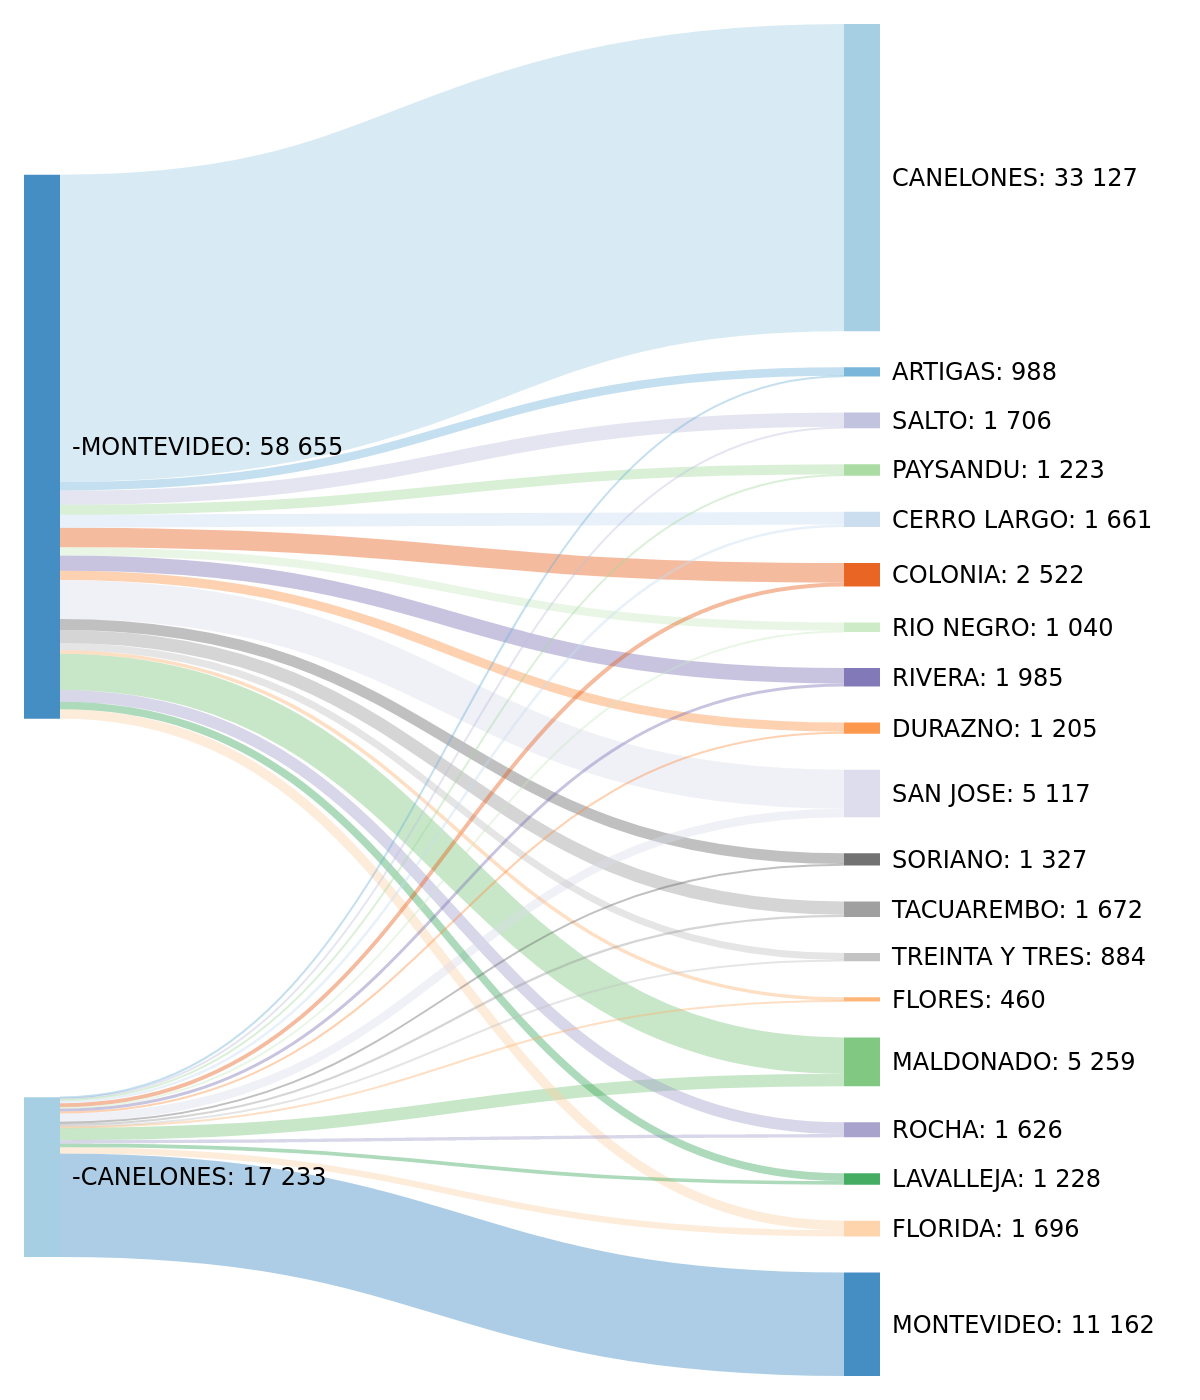 CANELONES: 33 127
ARTIGAS: 988
SALTO: 1 706
-MONTEVIDEO: 58 655
PAYSANDU: 1 223
CERRO LARGO: 1 661
COLONIA: 2 522
RIO NEGRO: 1 040
RIVERA: 1 985
DURAZNO: 1 205
SAN JOSE: 5 117
SORIANO: 1 327
TACUAREMBO: 1 672
TREINTA Y TRES: 884
FLORES: 460
MALDONADO: 5 259
ROCHA: 1 626
-CANELONES: 17 233
LAVALLEJA: 1 228
FLORIDA: 1 696
MONTEVIDEO: 11 162